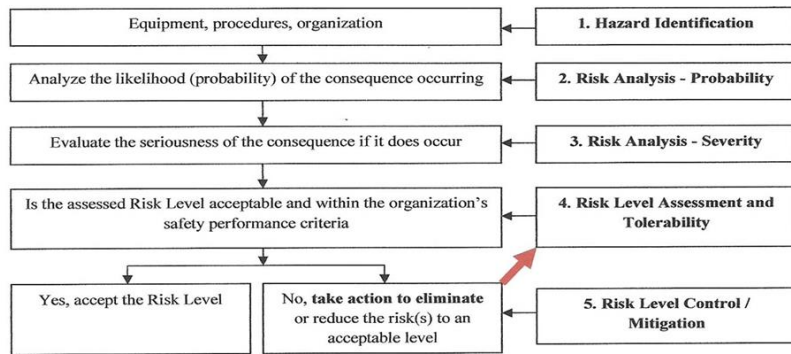 Equipment, procedures, organization
1. Hazard Identification
Analyze the likelihood (probability) of the consequence occurring
2. Risk Analysis - Probability
Evaluate the seriousness of the consequence if it does occur
3. Risk Analysis - Severity
Is the assessed Risk Level acceptable and within the organization's
safety performance criteria
4. Risk Level Assessment and
Tolerability
Yes, accept the Risk Level
No, take action to eliminate
or reduce the risk(s) to an
acceptable level
5. Risk Level Control /
Mitigation